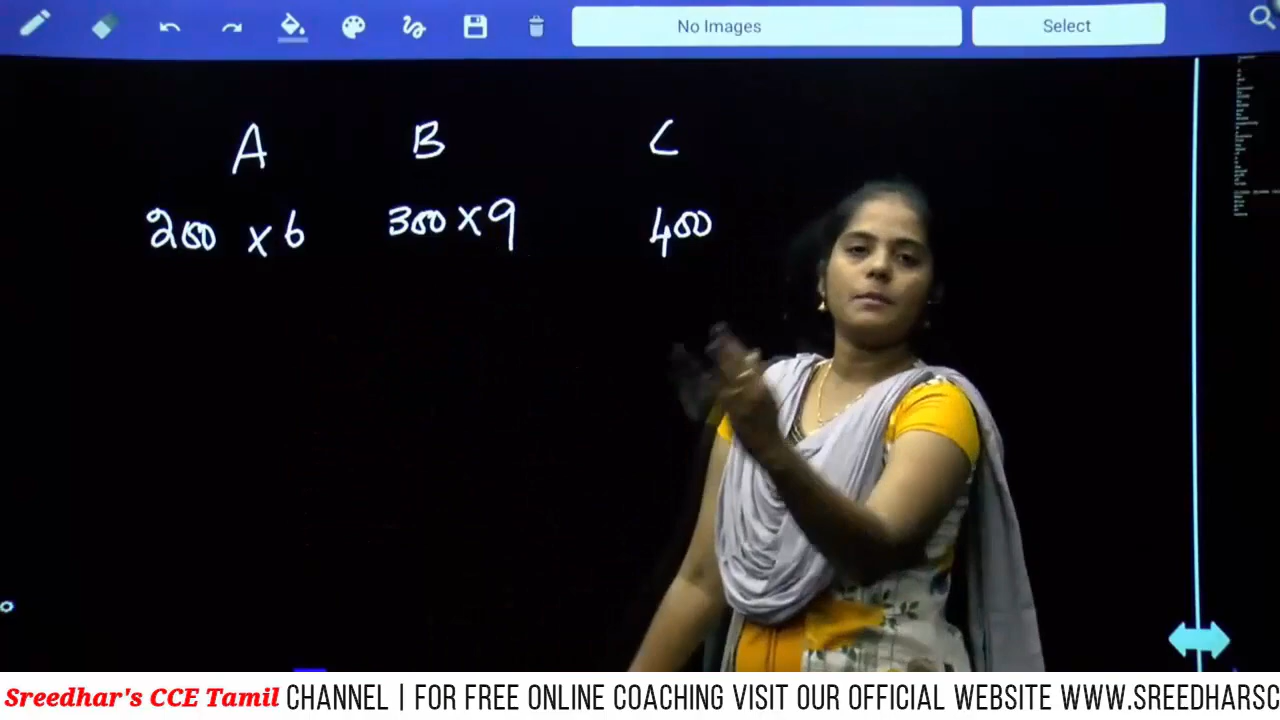 No Images Select
A B C
200 × 6 300 × 9 400
Sreedhar's CCE Tamil CHANNEL | FOR FREE ONLINE COACHING VISIT OUR OFFICIAL WEBSITE WWW.SREEDHARSC